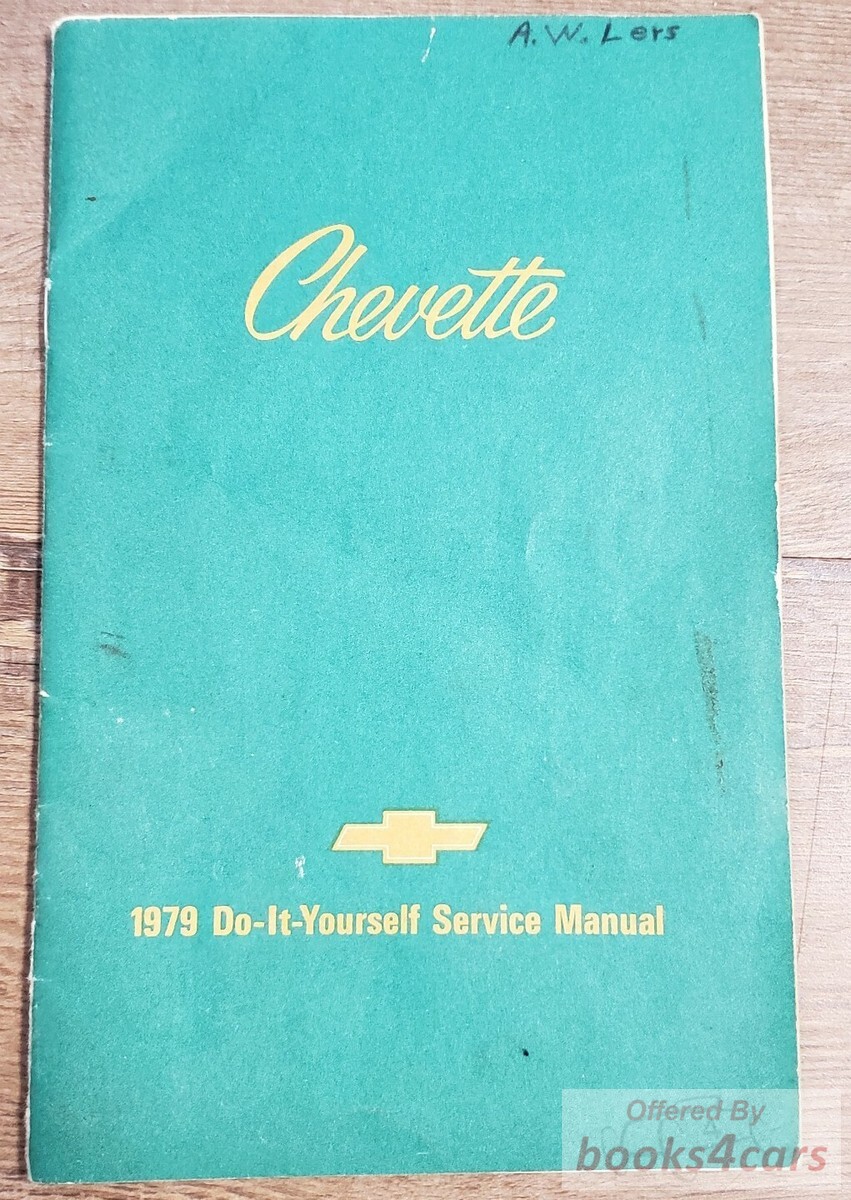 A.W. Lers
Chevette
1979 Do-It-Yourself Service Manual
Offered By
books4cars